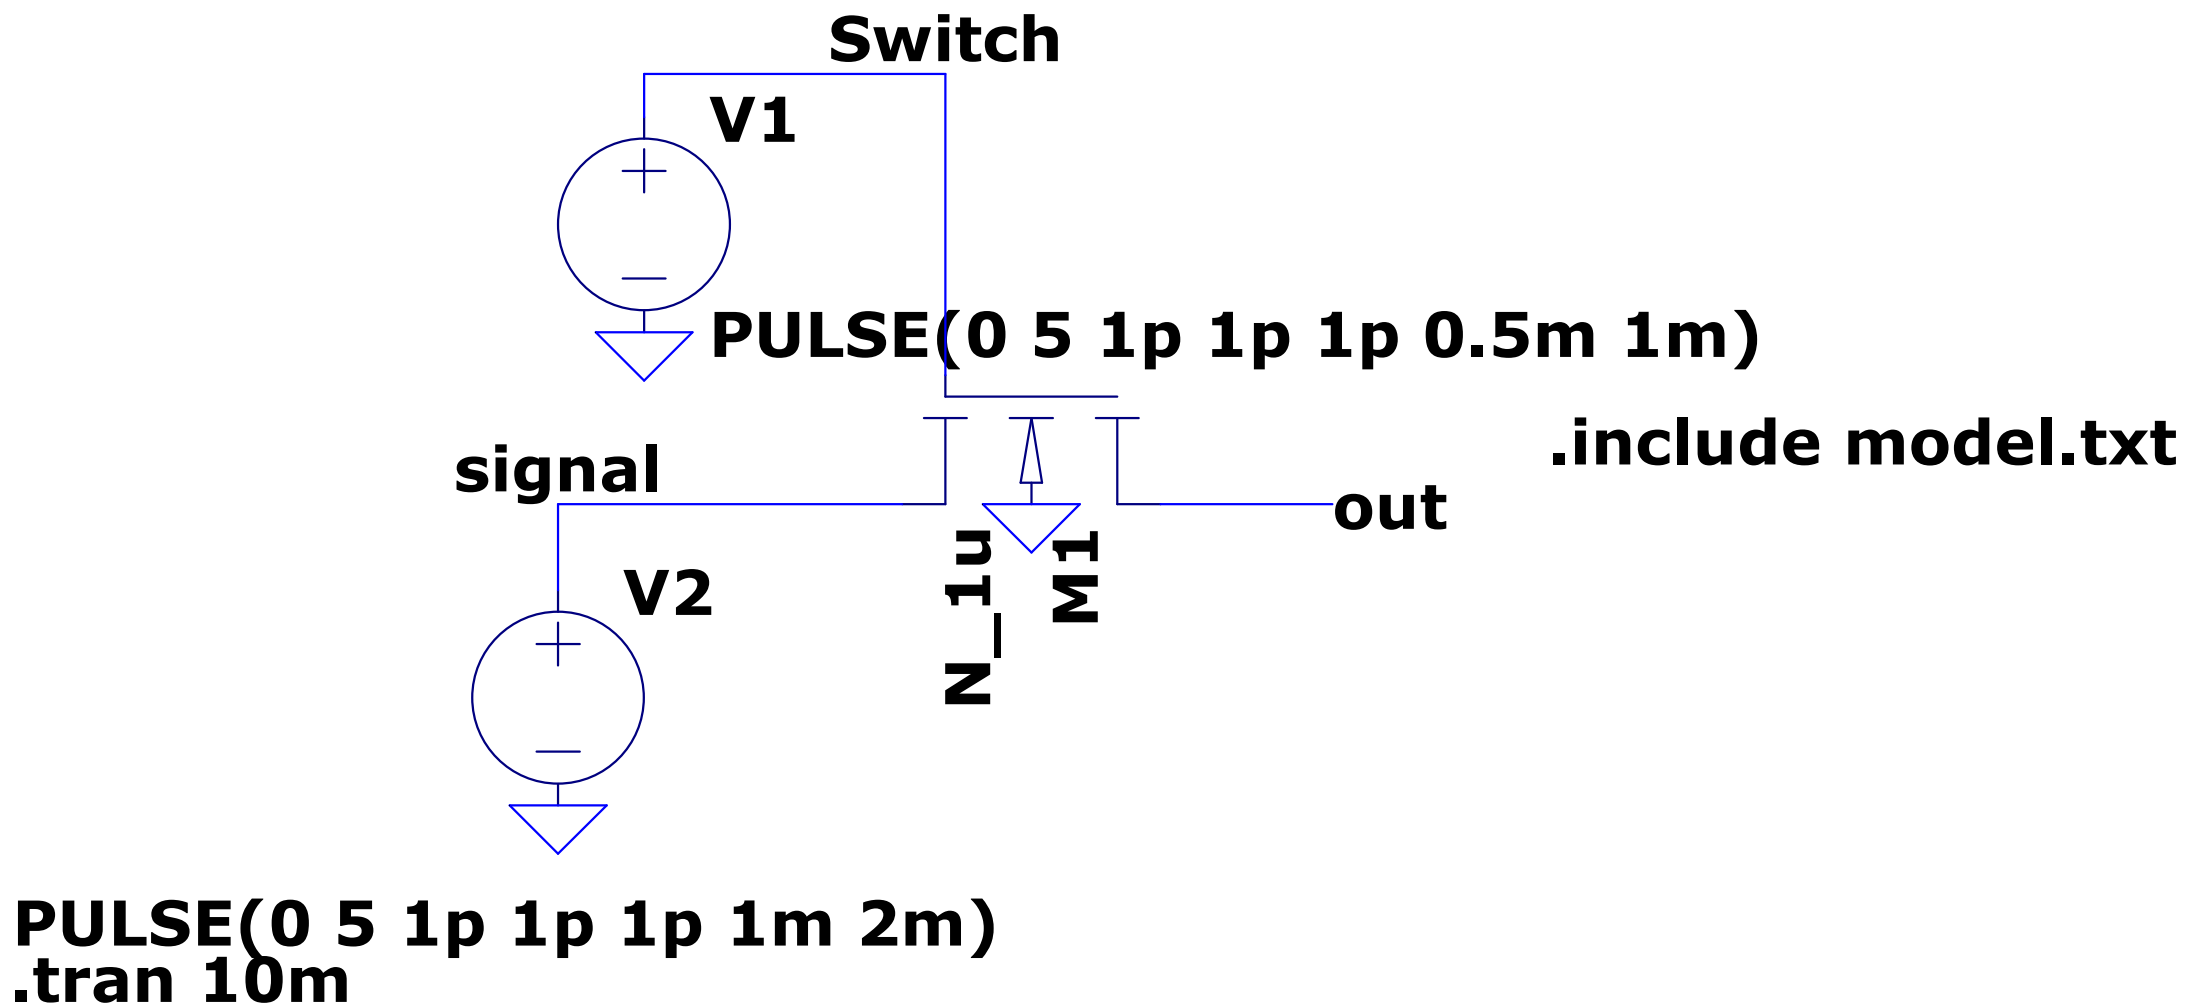 Switch
V1
PULSE(0 5 1p 1p 1p 0.5m 1m)
.include model.txt
signal
out
N_1u
M1
V2
PULSE(0 5 1p 1p 1p 1m 2m)
.tran 10m